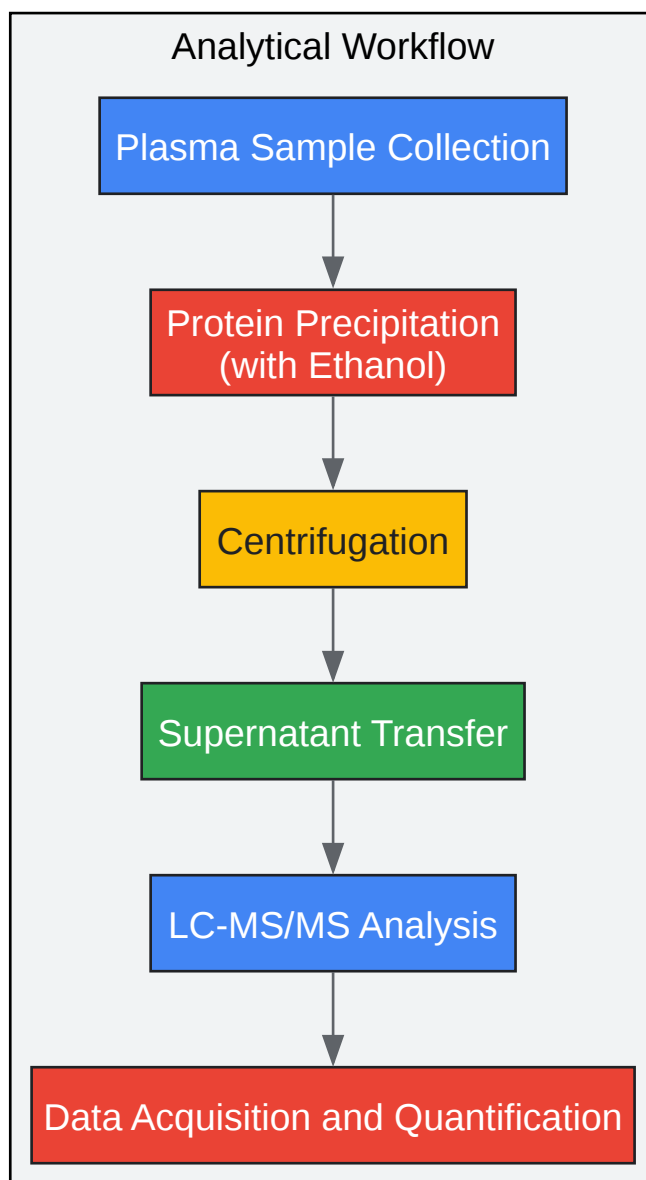 Analytical Workflow
Plasma Sample Collection
Protein Precipitation
(with Ethanol)
Centrifugation
Supernatant Transfer
LC-MS/MS Analysis
Data Acquisition and Quantification